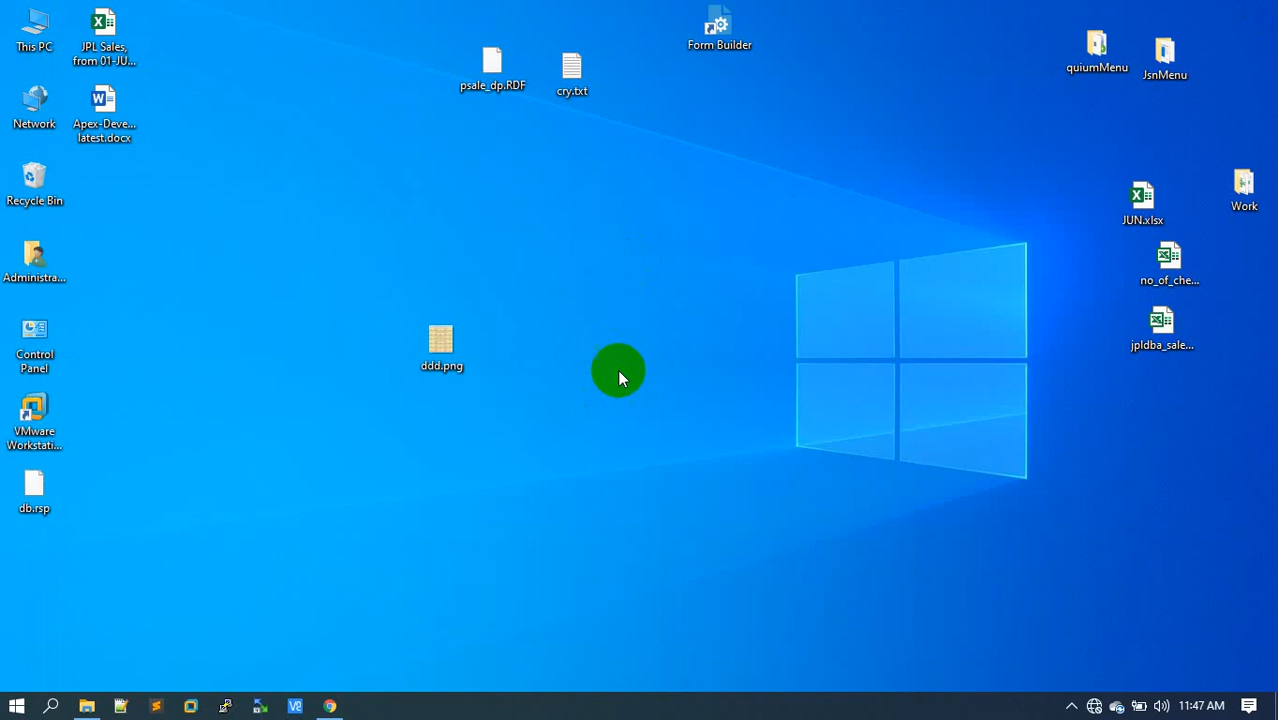 This PC
JPL Sales,
from 01-JU...
Network
Apex-Deve...
latest.docx
Recycle Bin
Administra...
Control
Panel
VMware
Workstati...
db.rsp
psale_dp.RDF
cry.txt
Form Builder
ddd.png
quiumMenu
JsnMenu
JUN.xlsx
Work
no_of_che...
jpldba_sale...
11:47 AM